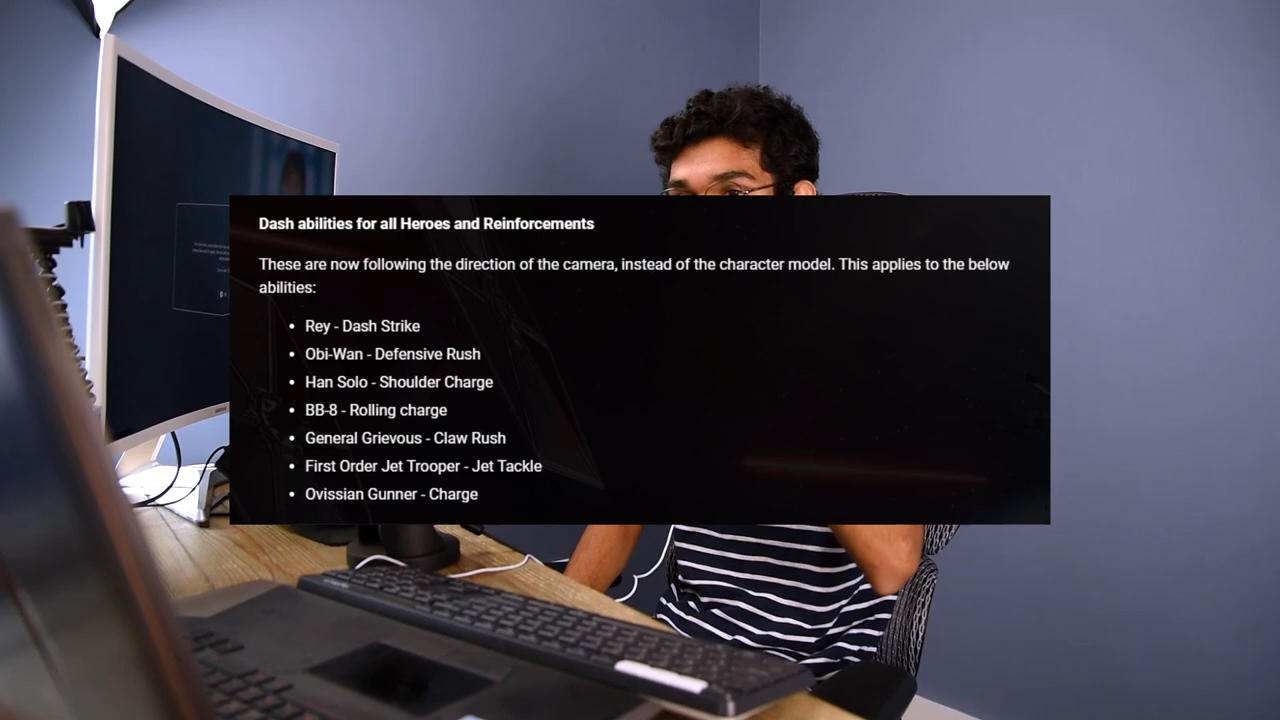 Dash abilities for all Heroes and Reinforcements
These are now following the direction of the camera, instead of the character model. This applies to the below
abilities:
• Rey - Dash Strike
• Obi-Wan - Defensive Rush
• Han Solo - Shoulder Charge
• BB-8 - Rolling charge
• General Grievous - Claw Rush
• First Order Jet Trooper - Jet Tackle
• Ovissian Gunner - Charge